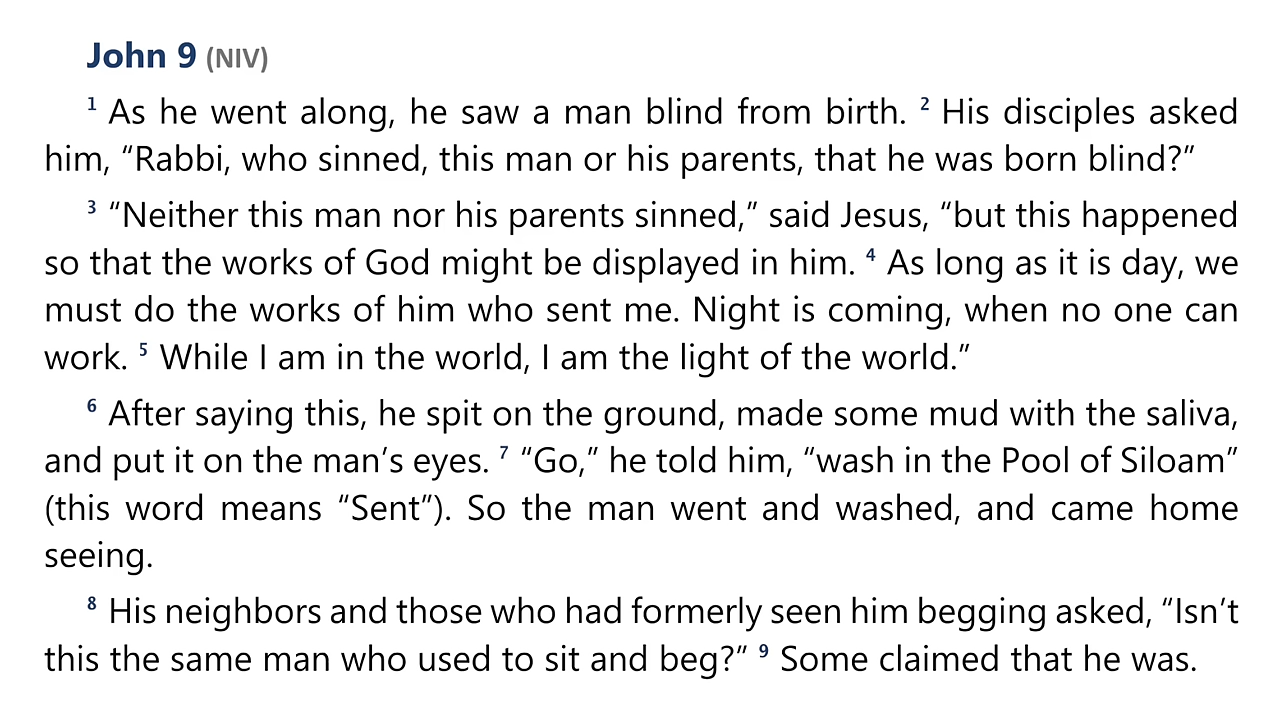 John 9 (NIV)
1 As he went along, he saw a man blind from birth. 2 His disciples asked
him, “Rabbi, who sinned, this man or his parents, that he was born blind?”
3 “Neither this man nor his parents sinned,” said Jesus, “but this happened
so that the works of God might be displayed in him. 4 As long as it is day, we
must do the works of him who sent me. Night is coming, when no one can
work. 5 While I am in the world, I am the light of the world.”
6 After saying this, he spit on the ground, made some mud with the saliva,
and put it on the man’s eyes. 7 “Go,” he told him, “wash in the Pool of Siloam”
(this word means “Sent”). So the man went and washed, and came home
seeing.
8 His neighbors and those who had formerly seen him begging asked, “Isn’t
this the same man who used to sit and beg?” 9 Some claimed that he was.